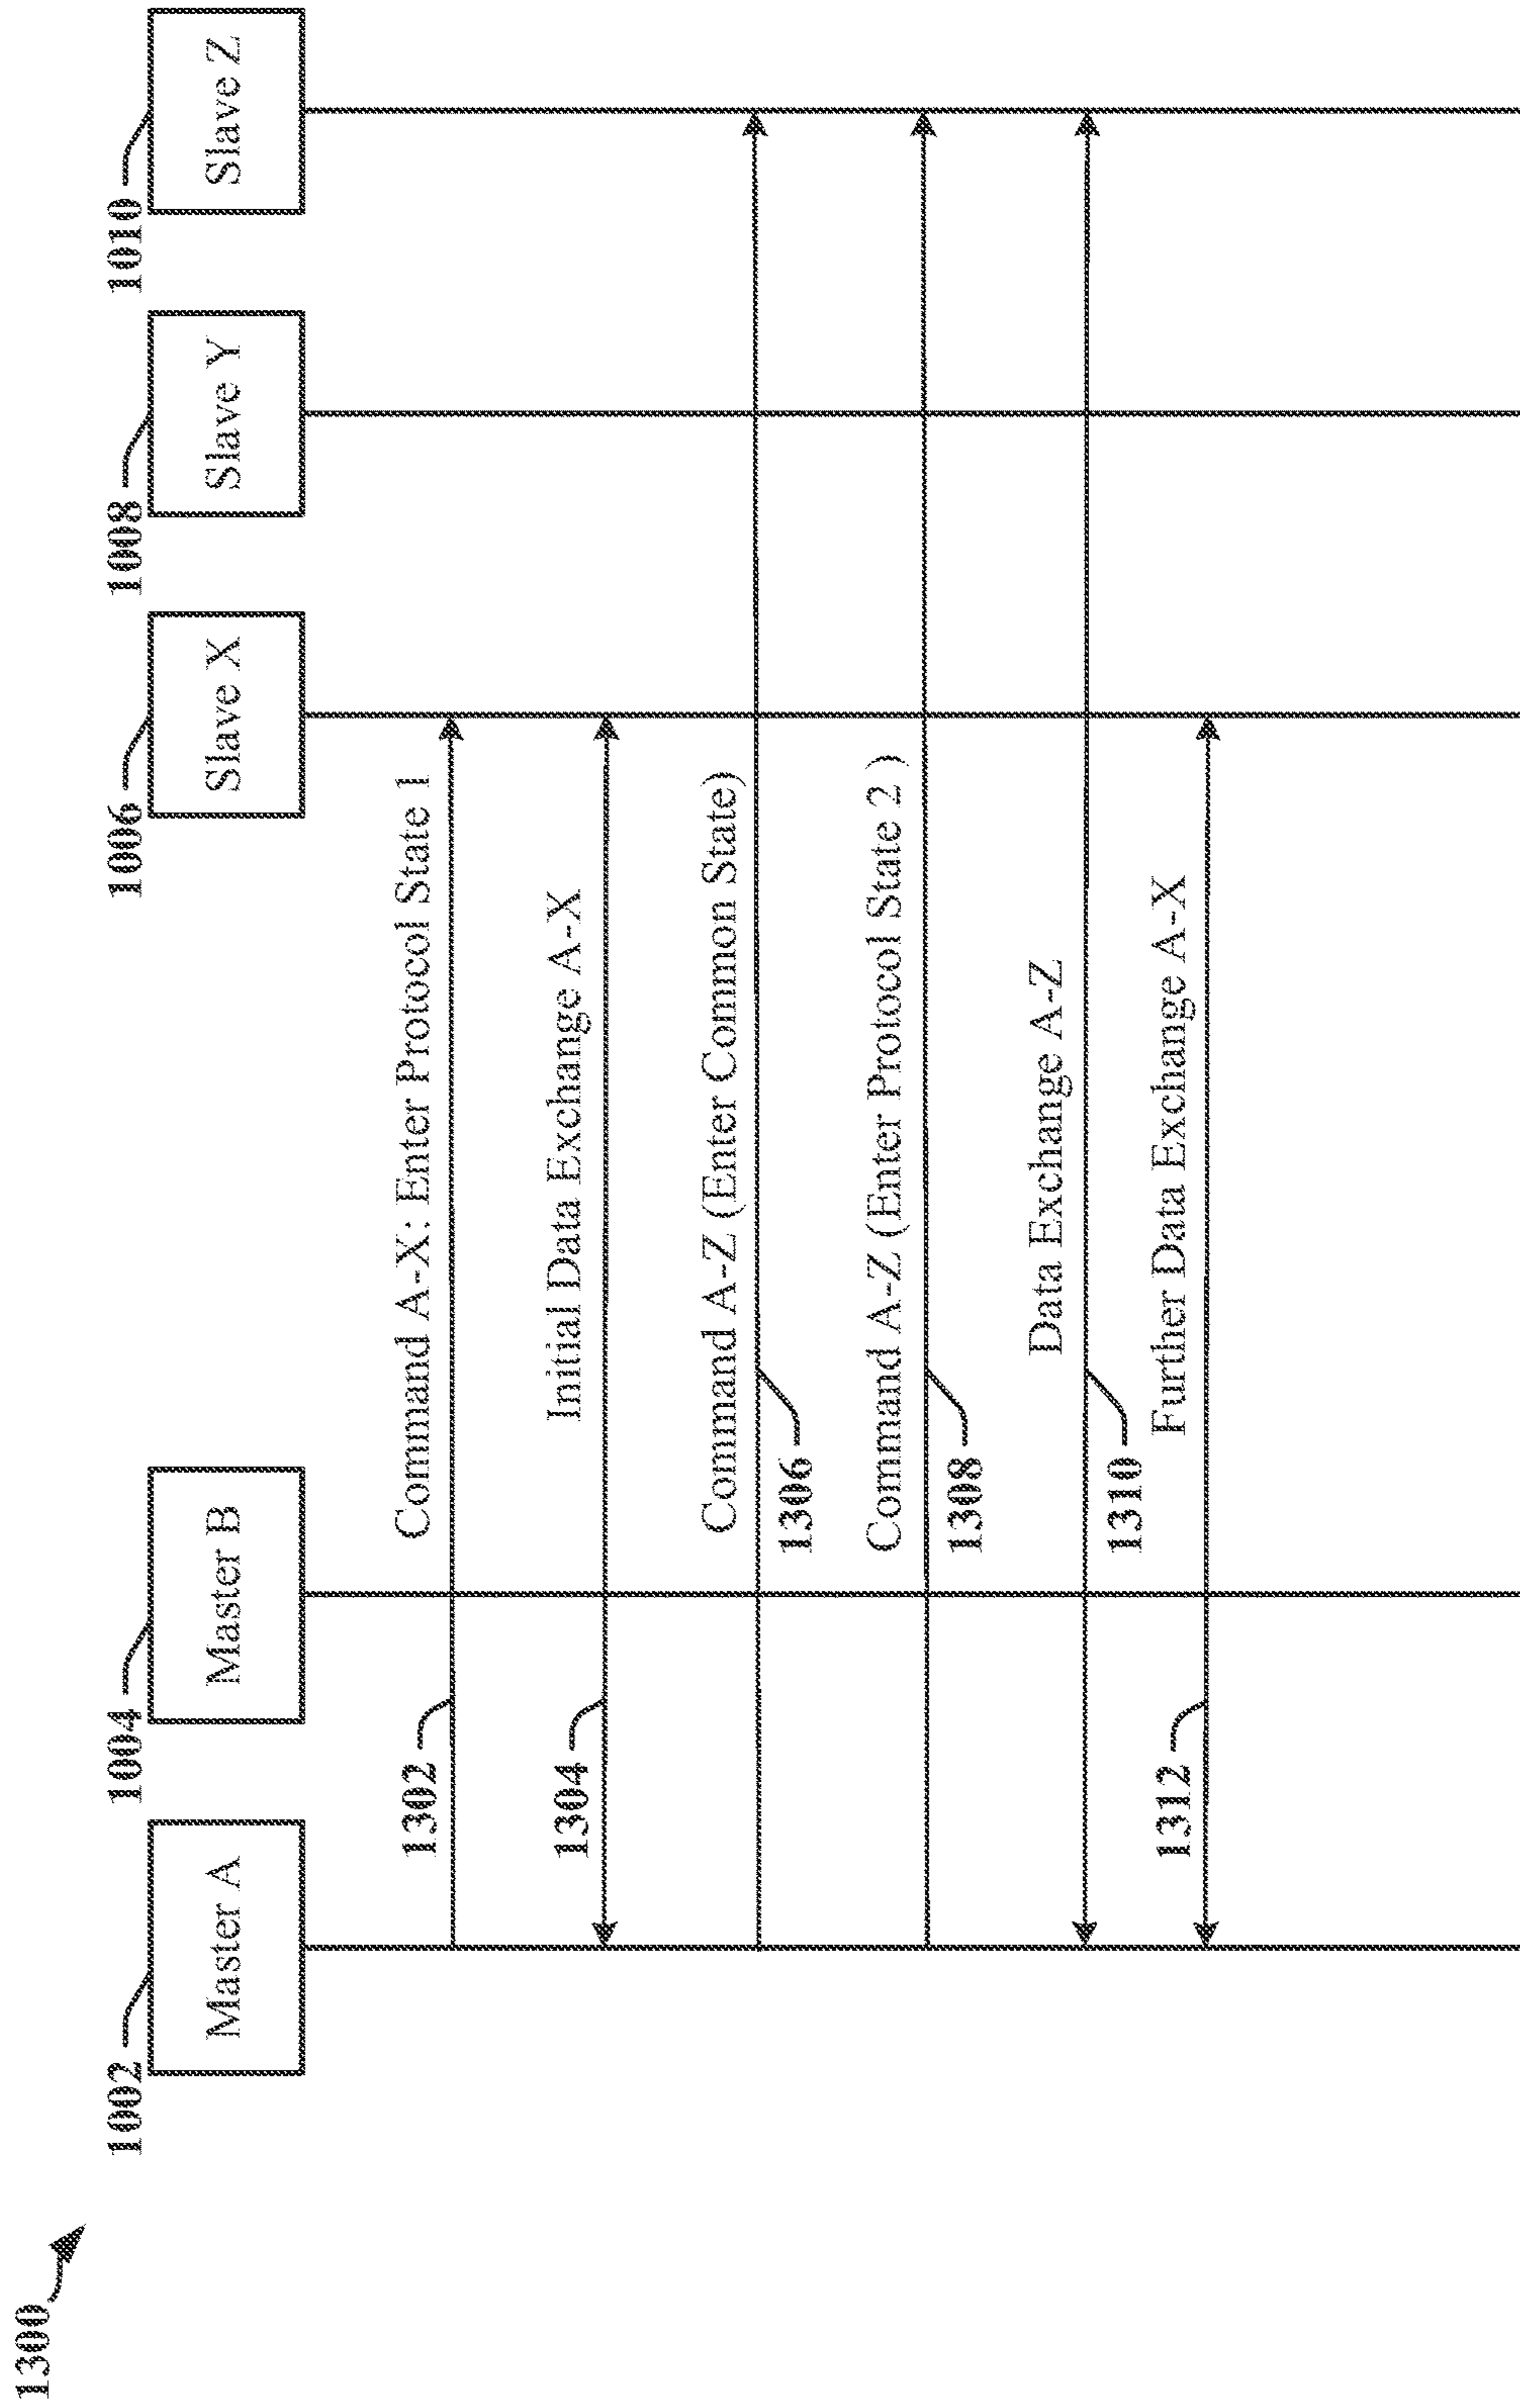 1300
1002
1004
1006
1008
1010
Master A
Master B
Slave X
Slave Y
Slave Z
1302
Command A-X: Enter Protocol State 1
1304
Initial Data Exchange A-X
Command A-Z (Enter Common State)
1306
Command A-Z (Enter Protocol State 2 )
1308
Data Exchange A-Z
1310
1312
Further Data Exchange A-X